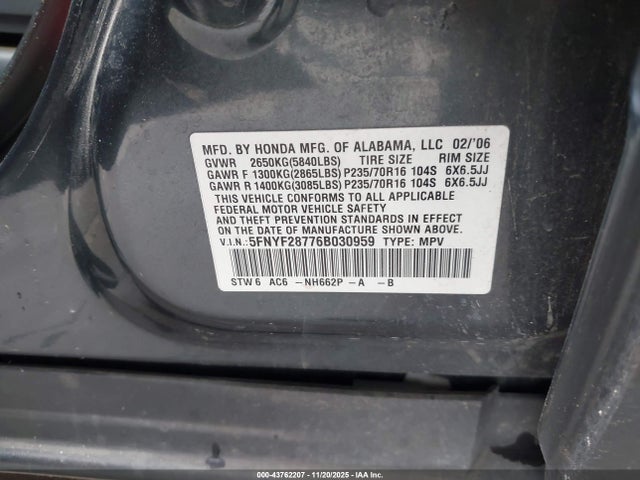 MFD. BY HONDA MFG. OF ALABAMA, LLC 02/'06
GVWR 2650KG(5840LBS) TIRE SIZE RIM SIZE
GAWR F 1300KG(2865LBS) P235/70R16 104S 6X6.5JJ
GAWR R 1400KG(3085LBS) P235/70R16 104S 6X6.5JJ
THIS VEHICLE CONFORMS TO ALL APPLICABLE
FEDERAL MOTOR VEHICLE SAFETY
AND THEFT PREVENTION STANDARDS IN
EFFECT ON THE DATE OF MANUFACTURE SHOWN ABOVE.
V.I.N.: 5FNYF28776B030959 TYPE: MPV
STW6 AC6 -NH662P -A -B
000-43762207 - 11/20/2025 - IAA Inc.